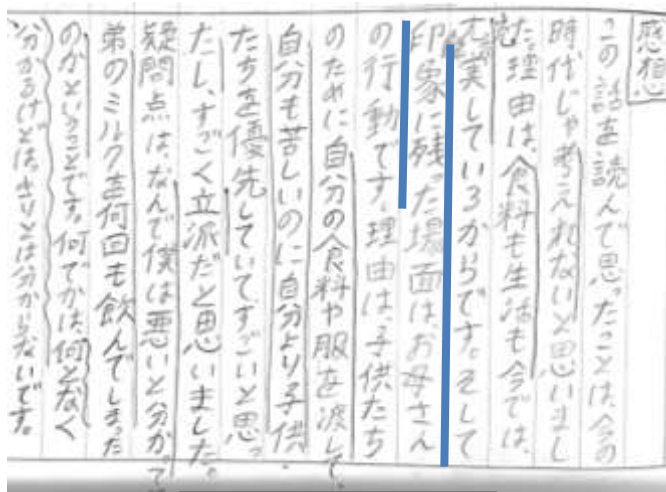 感想
この話を読んで思ったことは、今の
時代じゃ考えれないと思いまし
た。理由は、食料も生活も今では、
充実しているからです。そして
印象に残った場面は、お母さん
の行動です。理由は、子供たち
のために自分の食料や服を渡して、
自分も苦しいのに自分より子供
たちを優先していて、すごいと思っ
たし、すごく立派だと思いました。
疑問点は、なんで僕は悪いと分かって
弟のミルクを何回も飲んでしまった
のかということです。何でかは、何となく
分かるけどはっきりとは分からないです。